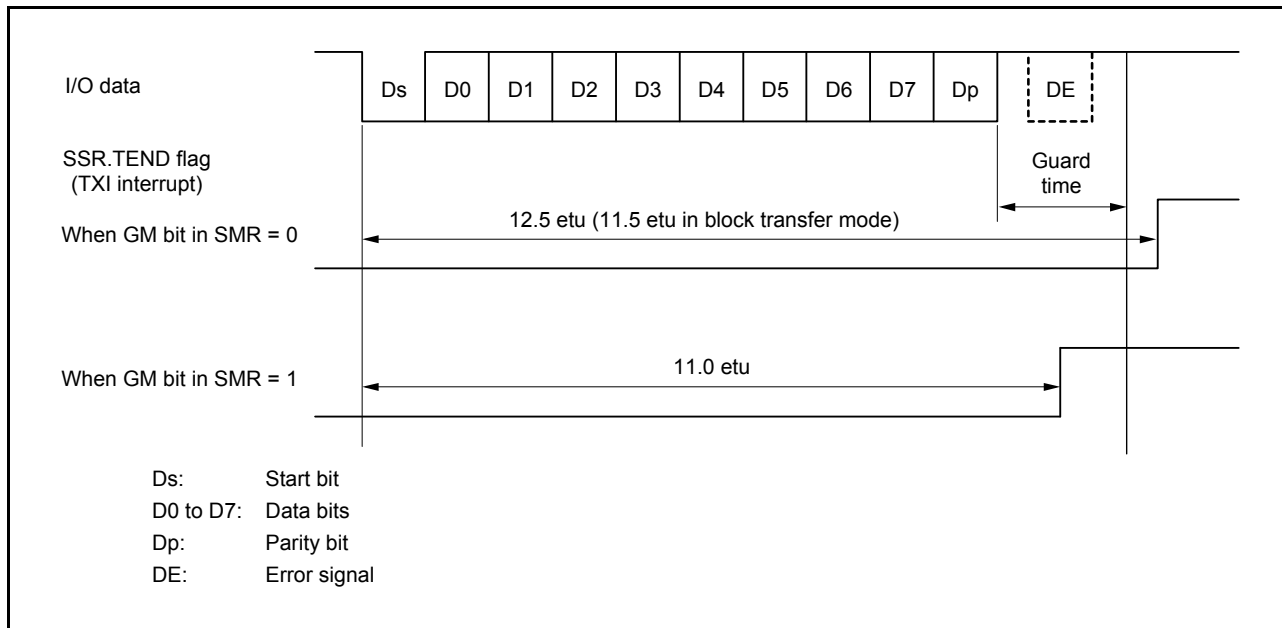 I/O data
Ds D0 D1 D2 D3 D4 D5 D6 D7 Dp DE
SSR.TEND flag
(TXI interrupt)
Guard
time
When GM bit in SMR = 0
12.5 etu (11.5 etu in block transfer mode)
When GM bit in SMR = 1
11.0 etu
Ds: Start bit
D0 to D7: Data bits
Dp: Parity bit
DE: Error signal